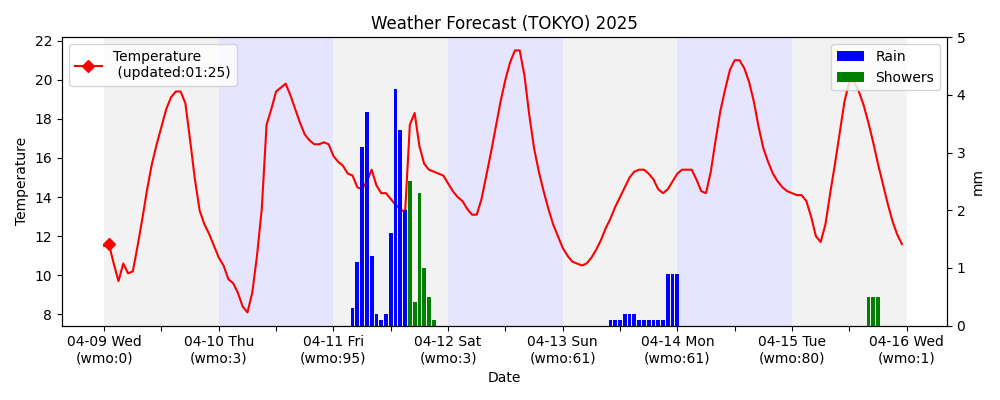 Weather Forecast (TOKYO) 2025
Temperature
(updated:01:25)
Rain
Showers
22
20
18
16
14
12
10
8
Temperature
5
4
3
2
1
0
mm
04-09 Wed
(wmo:0)
04-10 Thu
(wmo:3)
04-11 Fri
(wmo:95)
04-12 Sat
(wmo:3)
04-13 Sun
(wmo:61)
04-14 Mon
(wmo:61)
04-15 Tue
(wmo:80)
04-16 Wed
(wmo:1)
Date